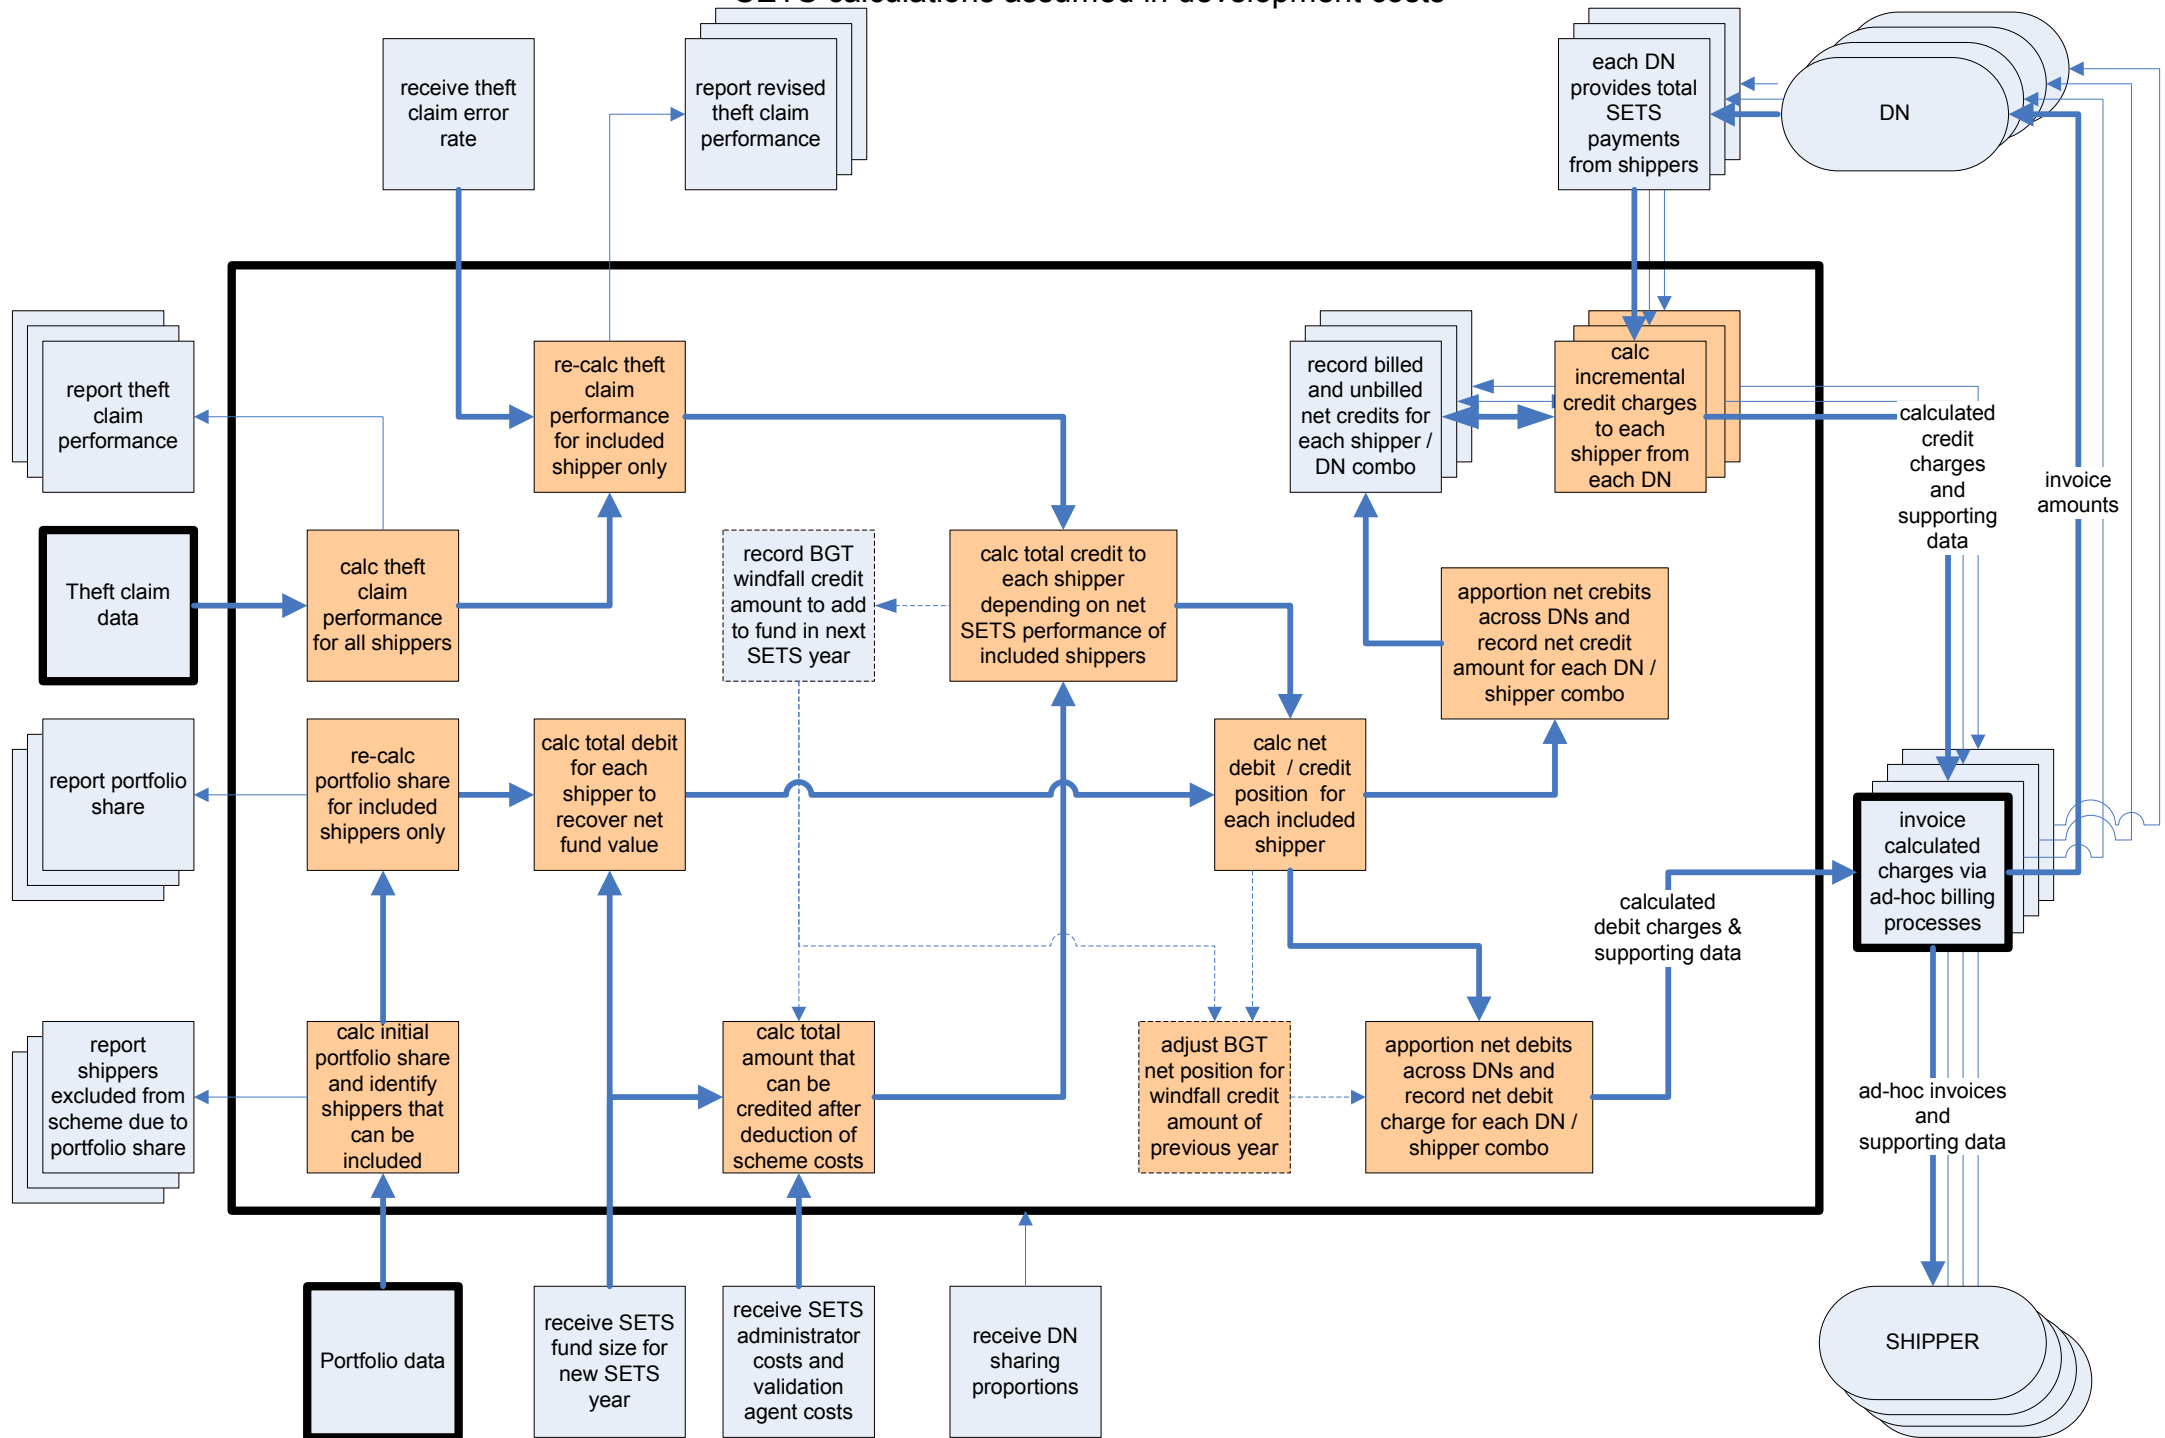 SETS calculations assumed in development costs
receive theft
claim error
rate
report revised
theft claim
performance
each DN
provides total
SETS
payments
from shippers
DN
report theft
claim
performance
re-calc theft
claim
performance
for included
shipper only
record billed
and unbilled
net credits for
each shipper /
DN combo
calc
incremental
credit charges
to each
shipper from
each DN
calculated
credit
charges
and
supporting
data
invoice
amounts
Theft claim
data
calc theft
claim
performance
for all shippers
record BGT
windfall credit
amount to add
to fund in next
SETS year
calc total credit to
each shipper
depending on net
SETS performance of
included shippers
apportion net crebits
across DNs and
record net credit
amount for each DN /
shipper combo
report portfolio
share
re-calc
portfolio share
for included
shippers only
calc total debit
for each
shipper to
recover net
fund value
calc net
debit / credit
position for
each included
shipper
invoice
calculated
charges via
ad-hoc billing
processes
calculated
debit charges &
supporting data
report
shippers
excluded from
scheme due to
portfolio share
calc initial
portfolio share
and identify
shippers that
can be
included
calc total
amount that
can be
credited after
deduction of
scheme costs
adjust BGT
net position for
windfall credit
amount of
previous year
apportion net debits
across DNs and
record net debit
charge for each DN /
shipper combo
ad-hoc invoices
and
supporting data
Portfolio data
receive SETS
fund size for
new SETS
year
receive SETS
administrator
costs and
validation
agent costs
receive DN
sharing
proportions
SHIPPER